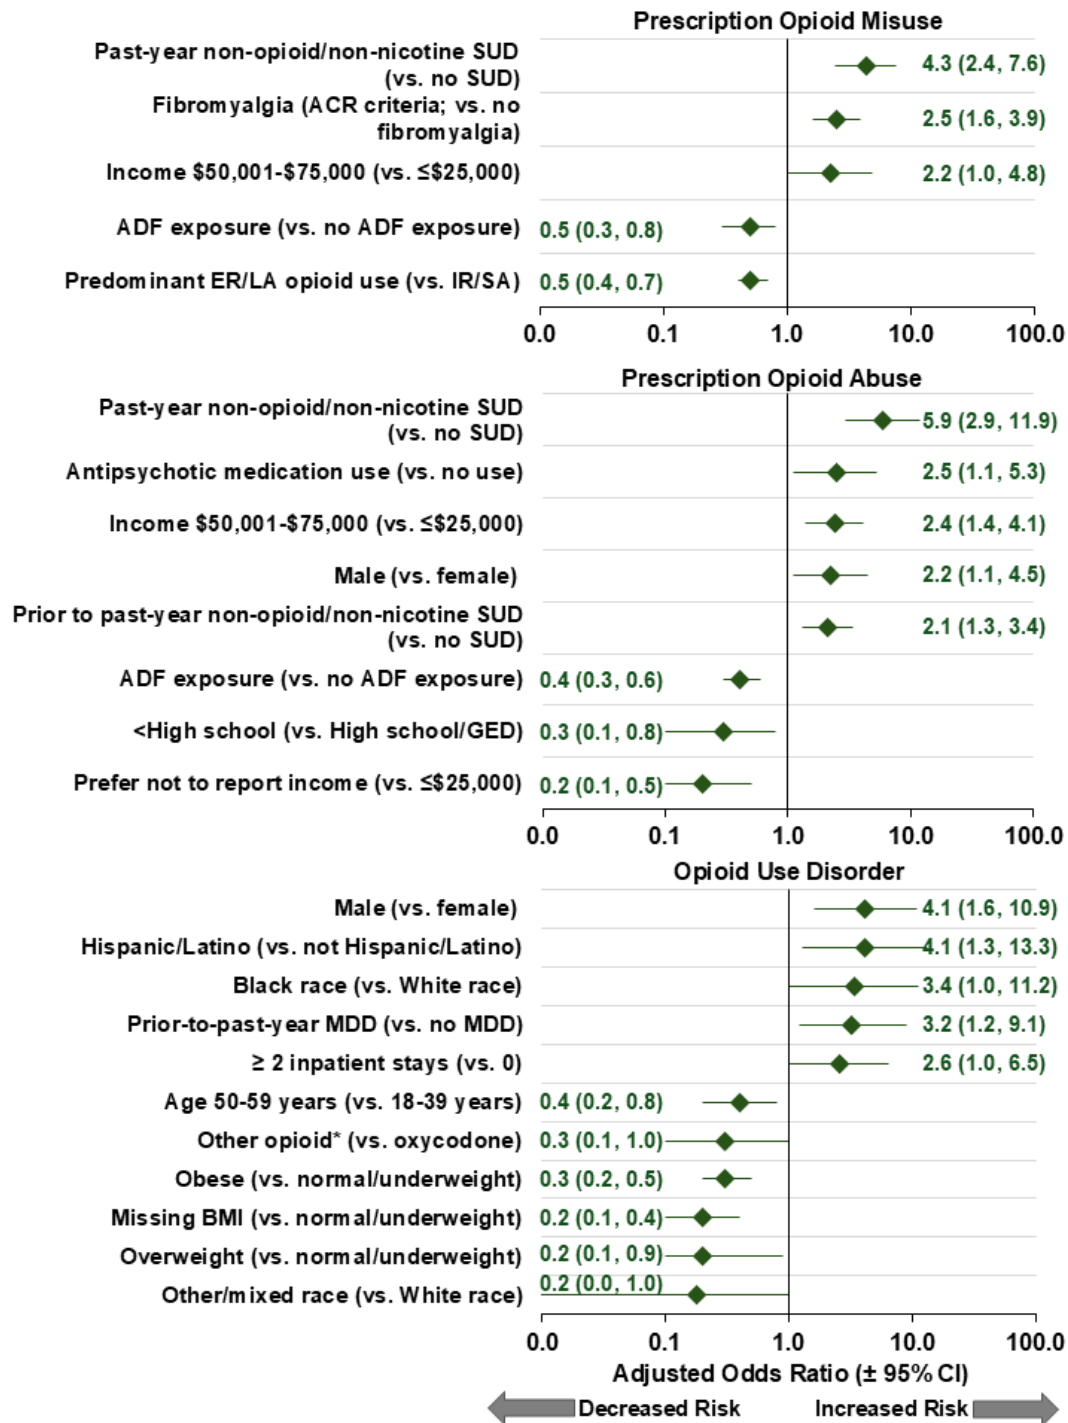 Prescription Opioid Misuse
Past-year non-opioid/non-nicotine SUD
(vs. no SUD)
4.3 (2.4, 7.6)
Fibromyalgia (ACR criteria; vs. no
fibromyalgia)
2.5 (1.6, 3.9)
Income $50,001-$75,000 (vs. ≤$25,000)
2.2 (1.0, 4.8)
ADF exposure (vs. no ADF exposure)
0.5 (0.3, 0.8)
Predominant ER/LA opioid use (vs. IR/SA)
0.5 (0.4, 0.7)
0.0 0.1 1.0 10.0 100.0
Prescription Opioid Abuse
Past-year non-opioid/non-nicotine SUD
(vs. no SUD)
5.9 (2.9, 11.9)
Antipsychotic medication use (vs. no use)
2.5 (1.1, 5.3)
Income $50,001-$75,000 (vs. ≤$25,000)
2.4 (1.4, 4.1)
Male (vs. female)
2.2 (1.1, 4.5)
Prior to past-year non-opioid/non-nicotine SUD
(vs. no SUD)
2.1 (1.3, 3.4)
ADF exposure (vs. no ADF exposure)
0.4 (0.3, 0.6)
<High school (vs. High school/GED)
0.3 (0.1, 0.8)
Prefer not to report income (vs. ≤$25,000)
0.2 (0.1, 0.5)
0.0 0.1 1.0 10.0 100.0
Opioid Use Disorder
Male (vs. female)
4.1 (1.6, 10.9)
Hispanic/Latino (vs. not Hispanic/Latino)
4.1 (1.3, 13.3)
Black race (vs. White race)
3.4 (1.0, 11.2)
Prior-to-past-year MDD (vs. no MDD)
3.2 (1.2, 9.1)
≥ 2 inpatient stays (vs. 0)
2.6 (1.0, 6.5)
Age 50-59 years (vs. 18-39 years)
0.4 (0.2, 0.8)
Other opioid* (vs. oxycodone)
0.3 (0.1, 1.0)
Obese (vs. normal/underweight)
0.3 (0.2, 0.5)
Missing BMI (vs. normal/underweight)
0.2 (0.1, 0.4)
Overweight (vs. normal/underweight)
0.2 (0.1, 0.9)
Other/mixed race (vs. White race)
0.2 (0.0, 1.0)
0.0 0.1 1.0 10.0 100.0
Adjusted Odds Ratio (± 95% CI)
Decreased Risk Increased Risk